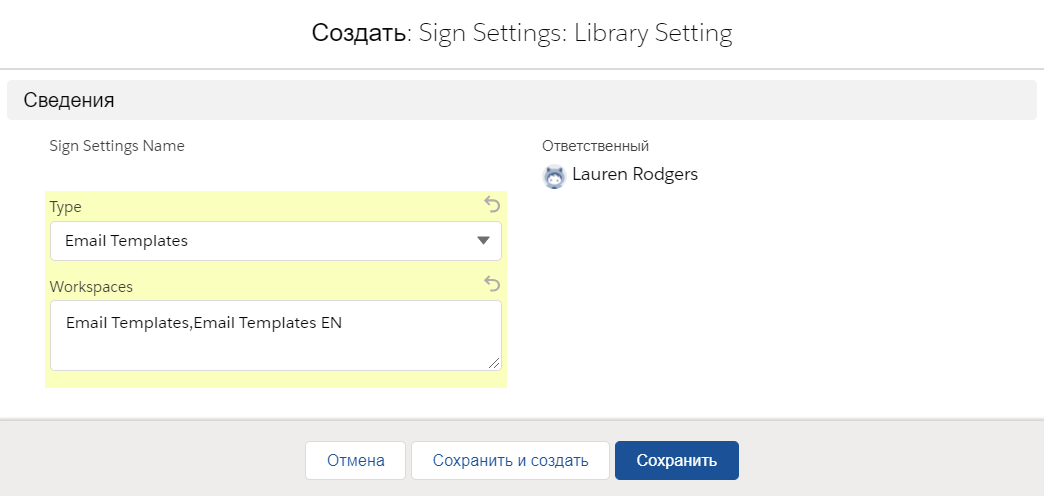 Создать: Sign Settings: Library Setting
Сведения
Sign Settings Name
Ответственный
Lauren Rodgers
Type
Email Templates
Workspaces
Email Templates,Email Templates EN
Отмена
Сохранить и создать
Сохранить